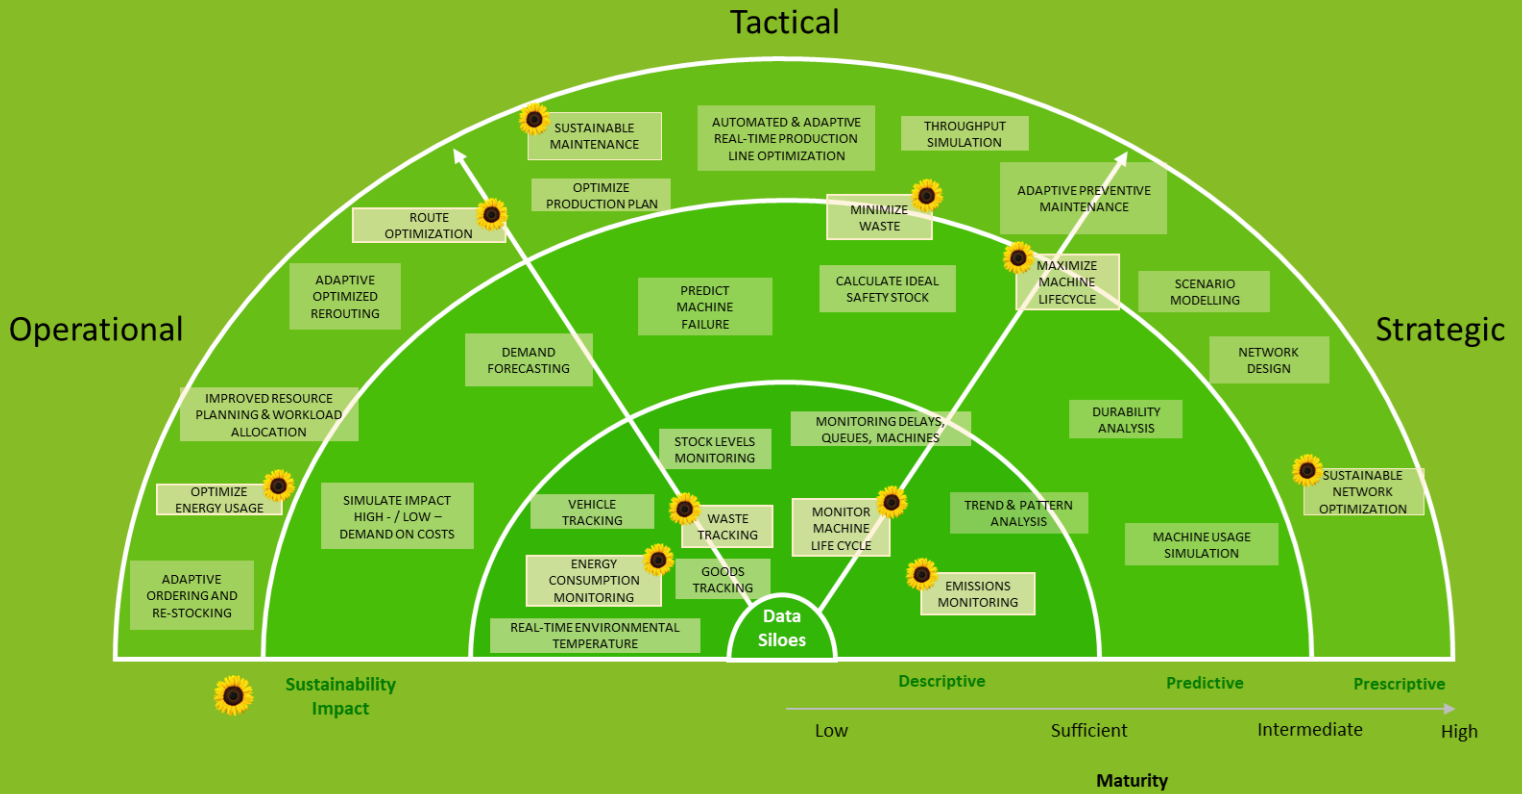 Tactical
SUSTAINABLE
MAINTENANCE
AUTOMATED & ADAPTIVE
REAL-TIME PRODUCTION
LINE OPTIMIZATION
THROUGHPUT
SIMULATION
OPTIMIZE
PRODUCTION PLAN
ADAPTIVE PREVENTIVE
MAINTENANCE
ROUTE
OPTIMIZATION
MINIMIZE
WASTE
ADAPTIVE
OPTIMIZED
REROUTING
PREDICT
MACHINE
FAILURE
CALCULATE IDEAL
SAFETY STOCK
MAXIMIZE
MACHINE
LIFECYCLE
SCENARIO
MODELLING
Operational
Strategic
DEMAND
FORECASTING
NETWORK
DESIGN
IMPROVED RESOURCE
PLANNING & WORKLOAD
ALLOCATION
STOCK LEVELS
MONITORING
MONITORING DELAYS,
QUEUES, MACHINES
DURABILITY
ANALYSIS
OPTIMIZE
ENERGY USAGE
SIMULATE IMPACT
HIGH - / LOW –
DEMAND ON COSTS
VEHICLE
TRACKING
WASTE
TRACKING
MONITOR
MACHINE
LIFE CYCLE
TREND & PATTERN
ANALYSIS
SUSTAINABLE
NETWORK
OPTIMIZATION
MACHINE USAGE
SIMULATION
ADAPTIVE
ORDERING AND
RE-STOCKING
ENERGY
CONSUMPTION
MONITORING
GOODS
TRACKING
EMISSIONS
MONITORING
REAL-TIME ENVIRONMENTAL
TEMPERATURE
Data
Siloes
Sustainability
Impact
Descriptive
Predictive
Prescriptive
Low
Sufficient
Intermediate
High
Maturity